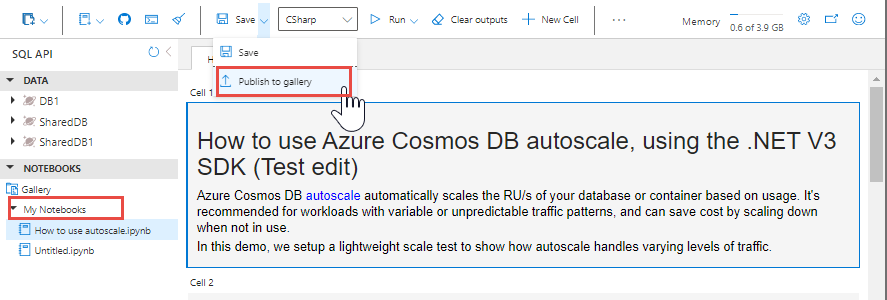 Save
CSharp
Run
Clear outputs
New Cell
...
Memory
0.6 of 3.9 GB
SQL API
Save
Publish to gallery
DATA
DB1
SharedDB
SharedDB1
NOTEBOOKS
Gallery
My Notebooks
How to use autoscale.ipynb
Untitled.ipynb
H
Cell 1
How to use Azure Cosmos DB autoscale, using the .NET V3
SDK (Test edit)
Azure Cosmos DB autoscale automatically scales the RU/s of your database or container based on usage. It's
recommended for workloads with variable or unpredictable traffic patterns, and can save cost by scaling down
when not in use.
In this demo, we setup a lightweight scale test to show how autoscale handles varying levels of traffic.
Cell 2